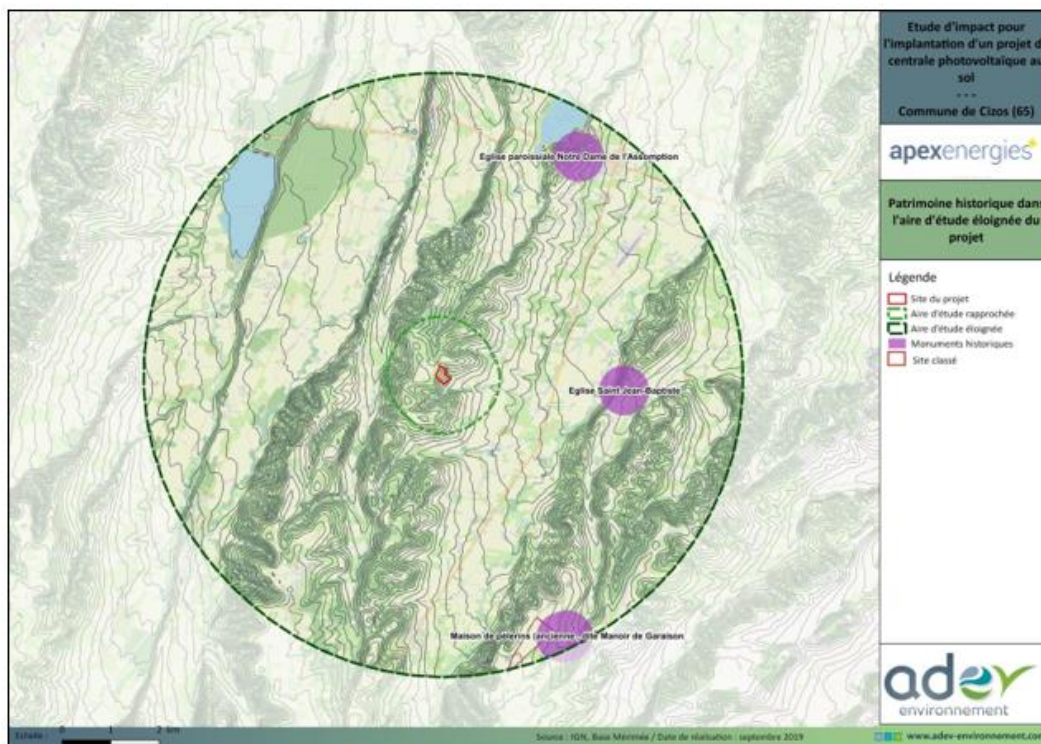 Etude d'impact pour
l'implantation d'un projet d
centrale photovoltaïque au
sol
- - -
Commune de Cizos (65)
apexenergies
Patrimoine historique dans
l'aire d'étude éloignée du
projet
Légende
Site du projet
Aire d'étude rapprochée
Aire d'étude éloignée
Monuments historiques
Site classé
Eglise paroissiale Notre Dame de l'Assomption
Eglise Saint Jean-Baptiste
Maison de pèlerins (ancienne), dite Manoir de Garaison
adev
environnement
Echelle :
0 1 2 km
Source : IGN, Base Mérimée / Date de réalisation : septembre 2019
www.adev-environnement.com